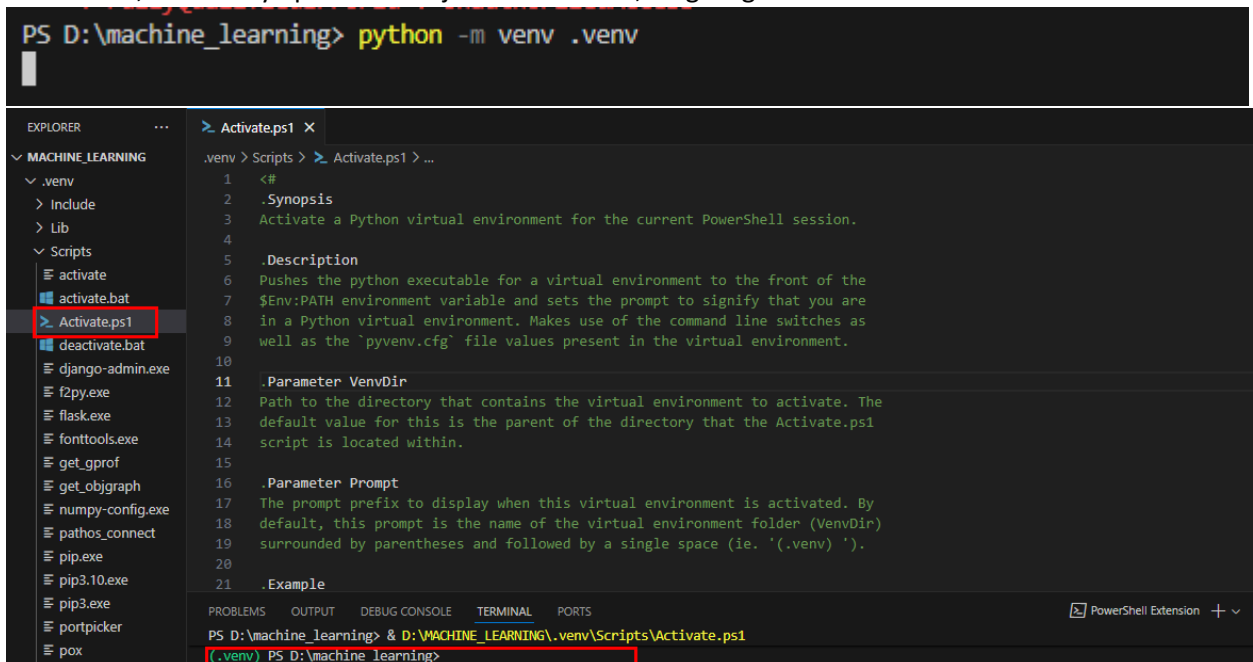 PS D:\machine_learning> python -m venv .venv
EXPLORER ...
Activate.ps1 ×
MACHINE_LEARNING
.venv > Scripts > Activate.ps1 > ...
.venv
1 <#
2 .Synopsis
> Include
3 Activate a Python virtual environment for the current PowerShell session.
> Lib
4
Scripts
5 .Description
activate
6 Pushes the python executable for a virtual environment to the front of the
activate.bat
7 $Env:PATH environment variable and sets the prompt to signify that you are
Activate.ps1
8 in a Python virtual environment. Makes use of the command line switches as
deactivate.bat
9 well as the `pyvenv.cfg` file values present in the virtual environment.
django-admin.exe
10
11 .Parameter VenvDir
f2py.exe
12 Path to the directory that contains the virtual environment to activate. The
flask.exe
13 default value for this is the parent of the directory that the Activate.ps1
fonttools.exe
14 script is located within.
get_gprof
15
get_objgraph
16 .Parameter Prompt
numpy-config.exe
17 The prompt prefix to display when this virtual environment is activated. By
pathos_connect
18 default, this prompt is the name of the virtual environment folder (VenvDir)
pip.exe
19 surrounded by parentheses and followed by a single space (ie. '(.venv) ').
pip3.10.exe
20
21 .Example
pip3.exe
PROBLEMS OUTPUT DEBUG CONSOLE TERMINAL PORTS
PowerShell Extension
portpicker
PS D:\machine_learning> & D:\MACHINE_LEARNING\.venv\Scripts\Activate.ps1
pox
(.venv) PS D:\machine_learning>